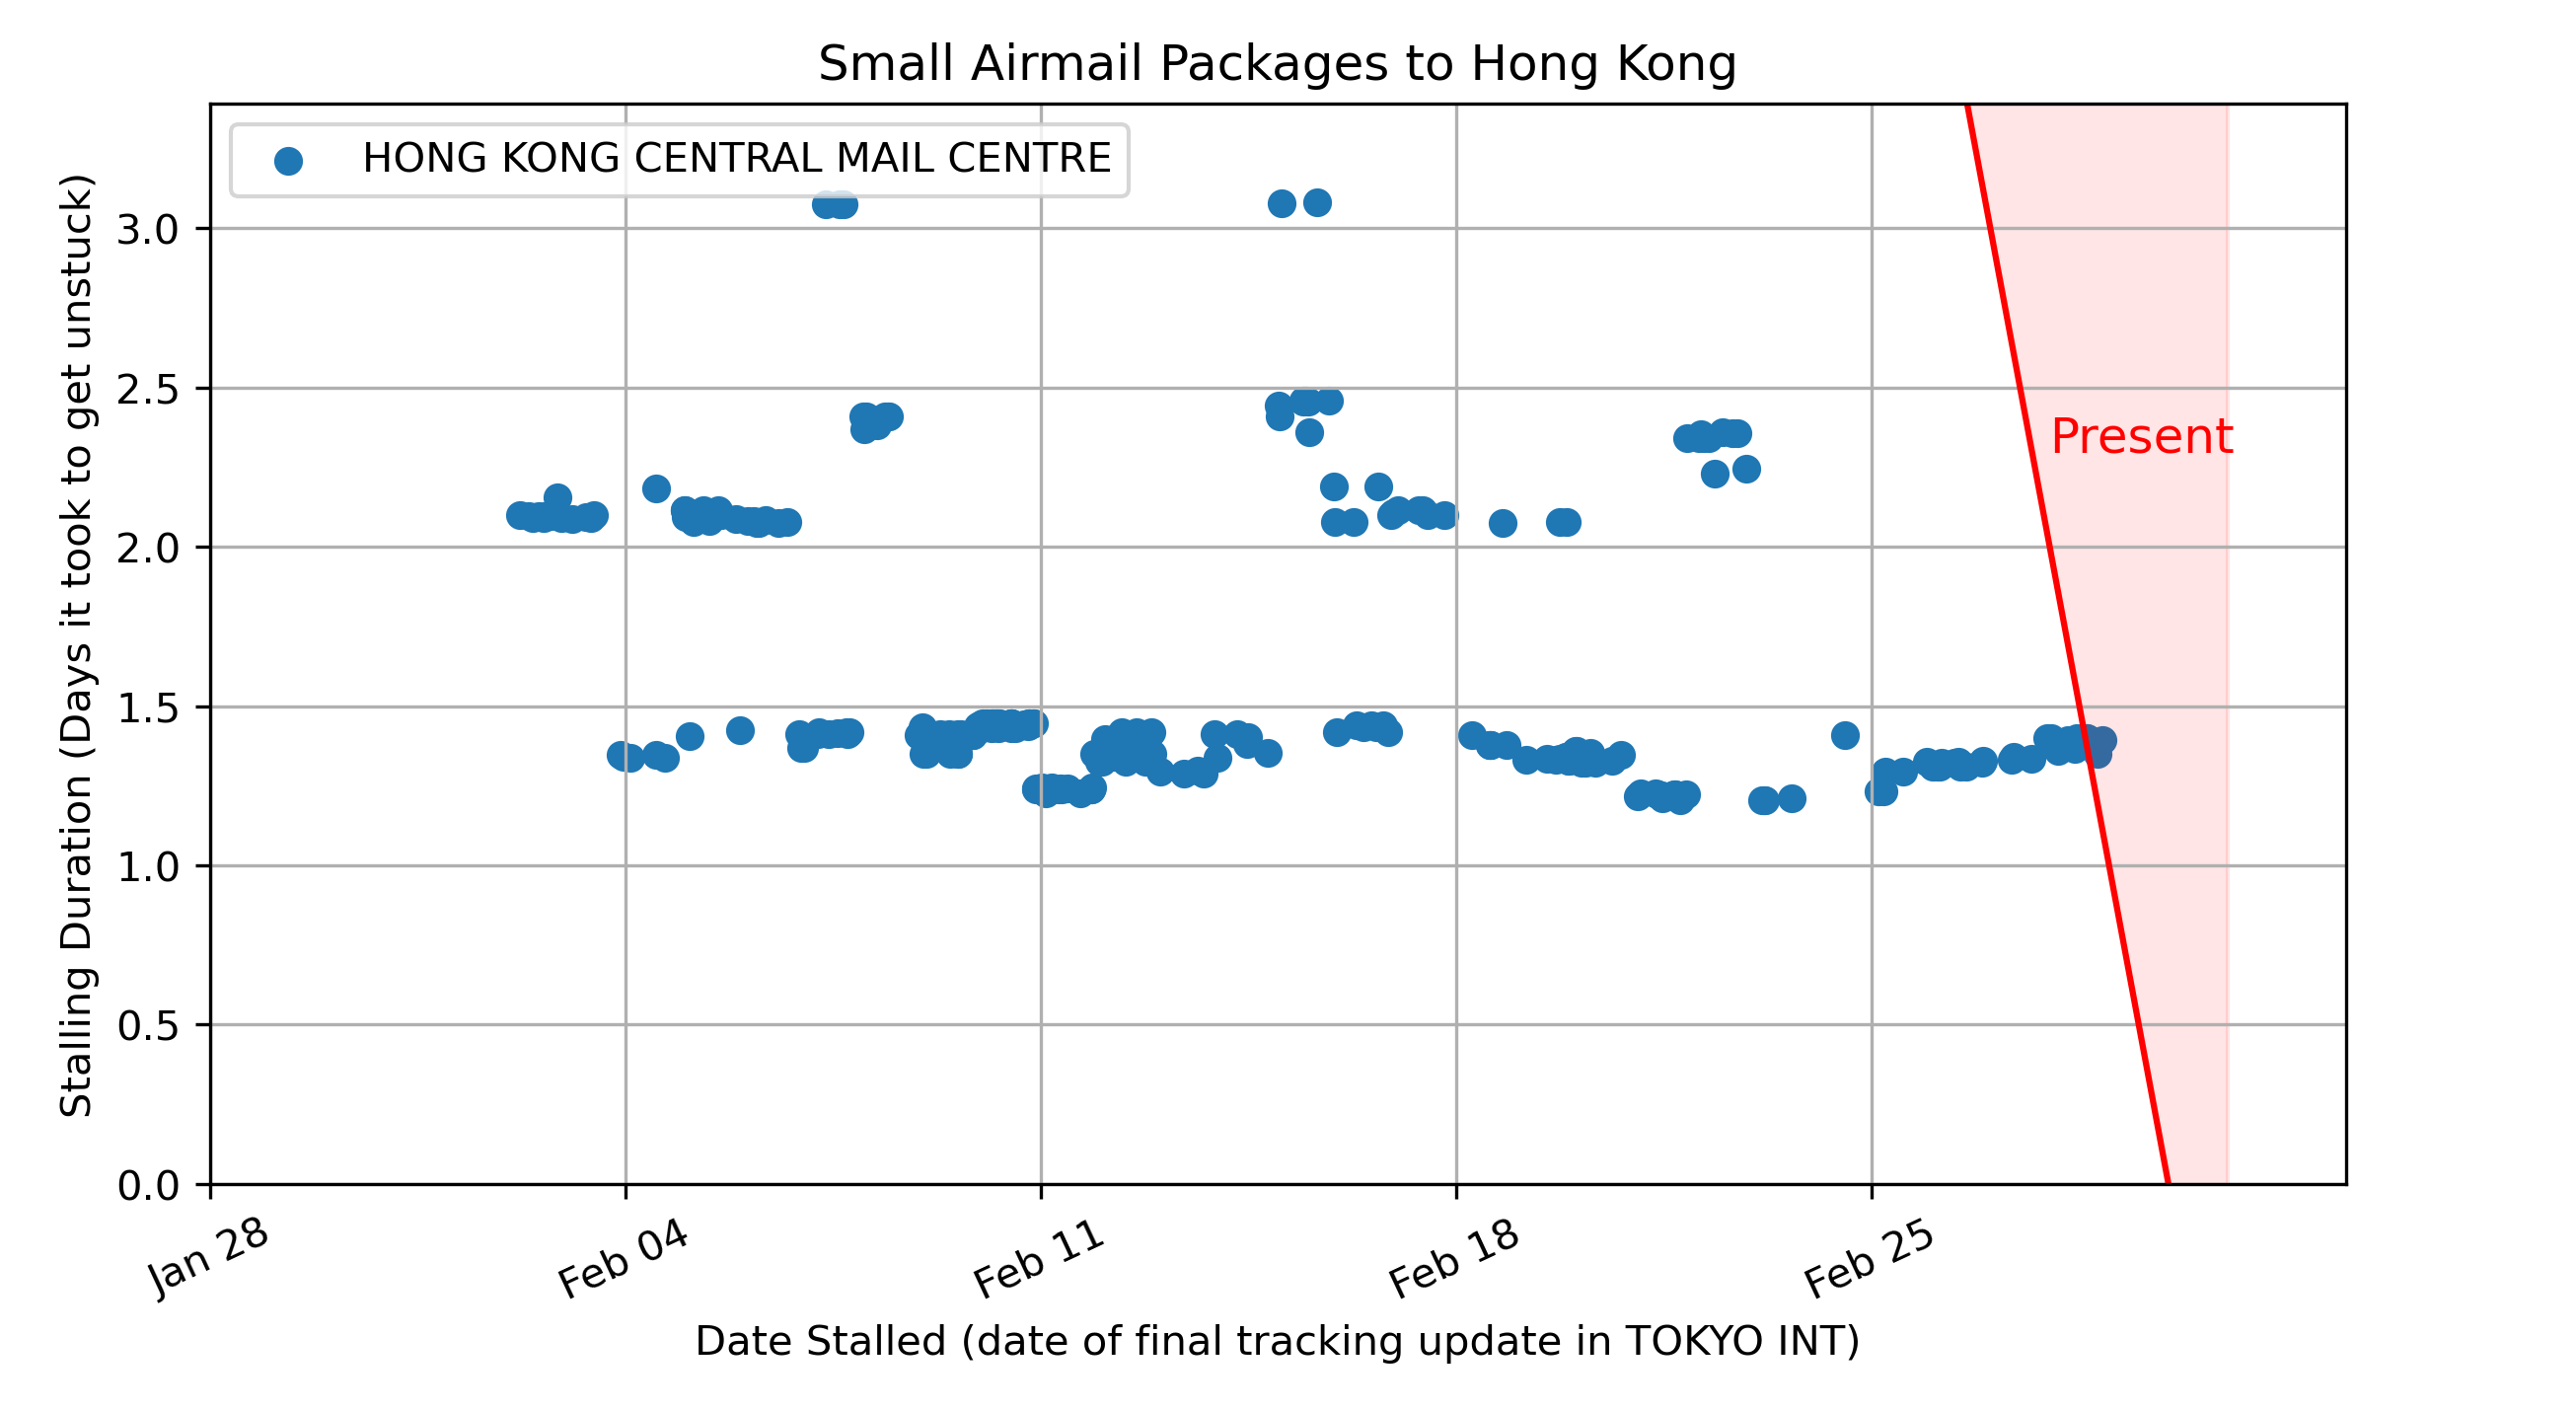 Small Airmail Packages to Hong Kong
HONG KONG CENTRAL MAIL CENTRE
Stalling Duration (Days it took to get unstuck)
3.0
2.5
2.0
1.5
1.0
0.5
0.0
Present
Jan 28
Feb 04
Feb 11
Feb 18
Feb 25
Date Stalled (date of final tracking update in TOKYO INT)